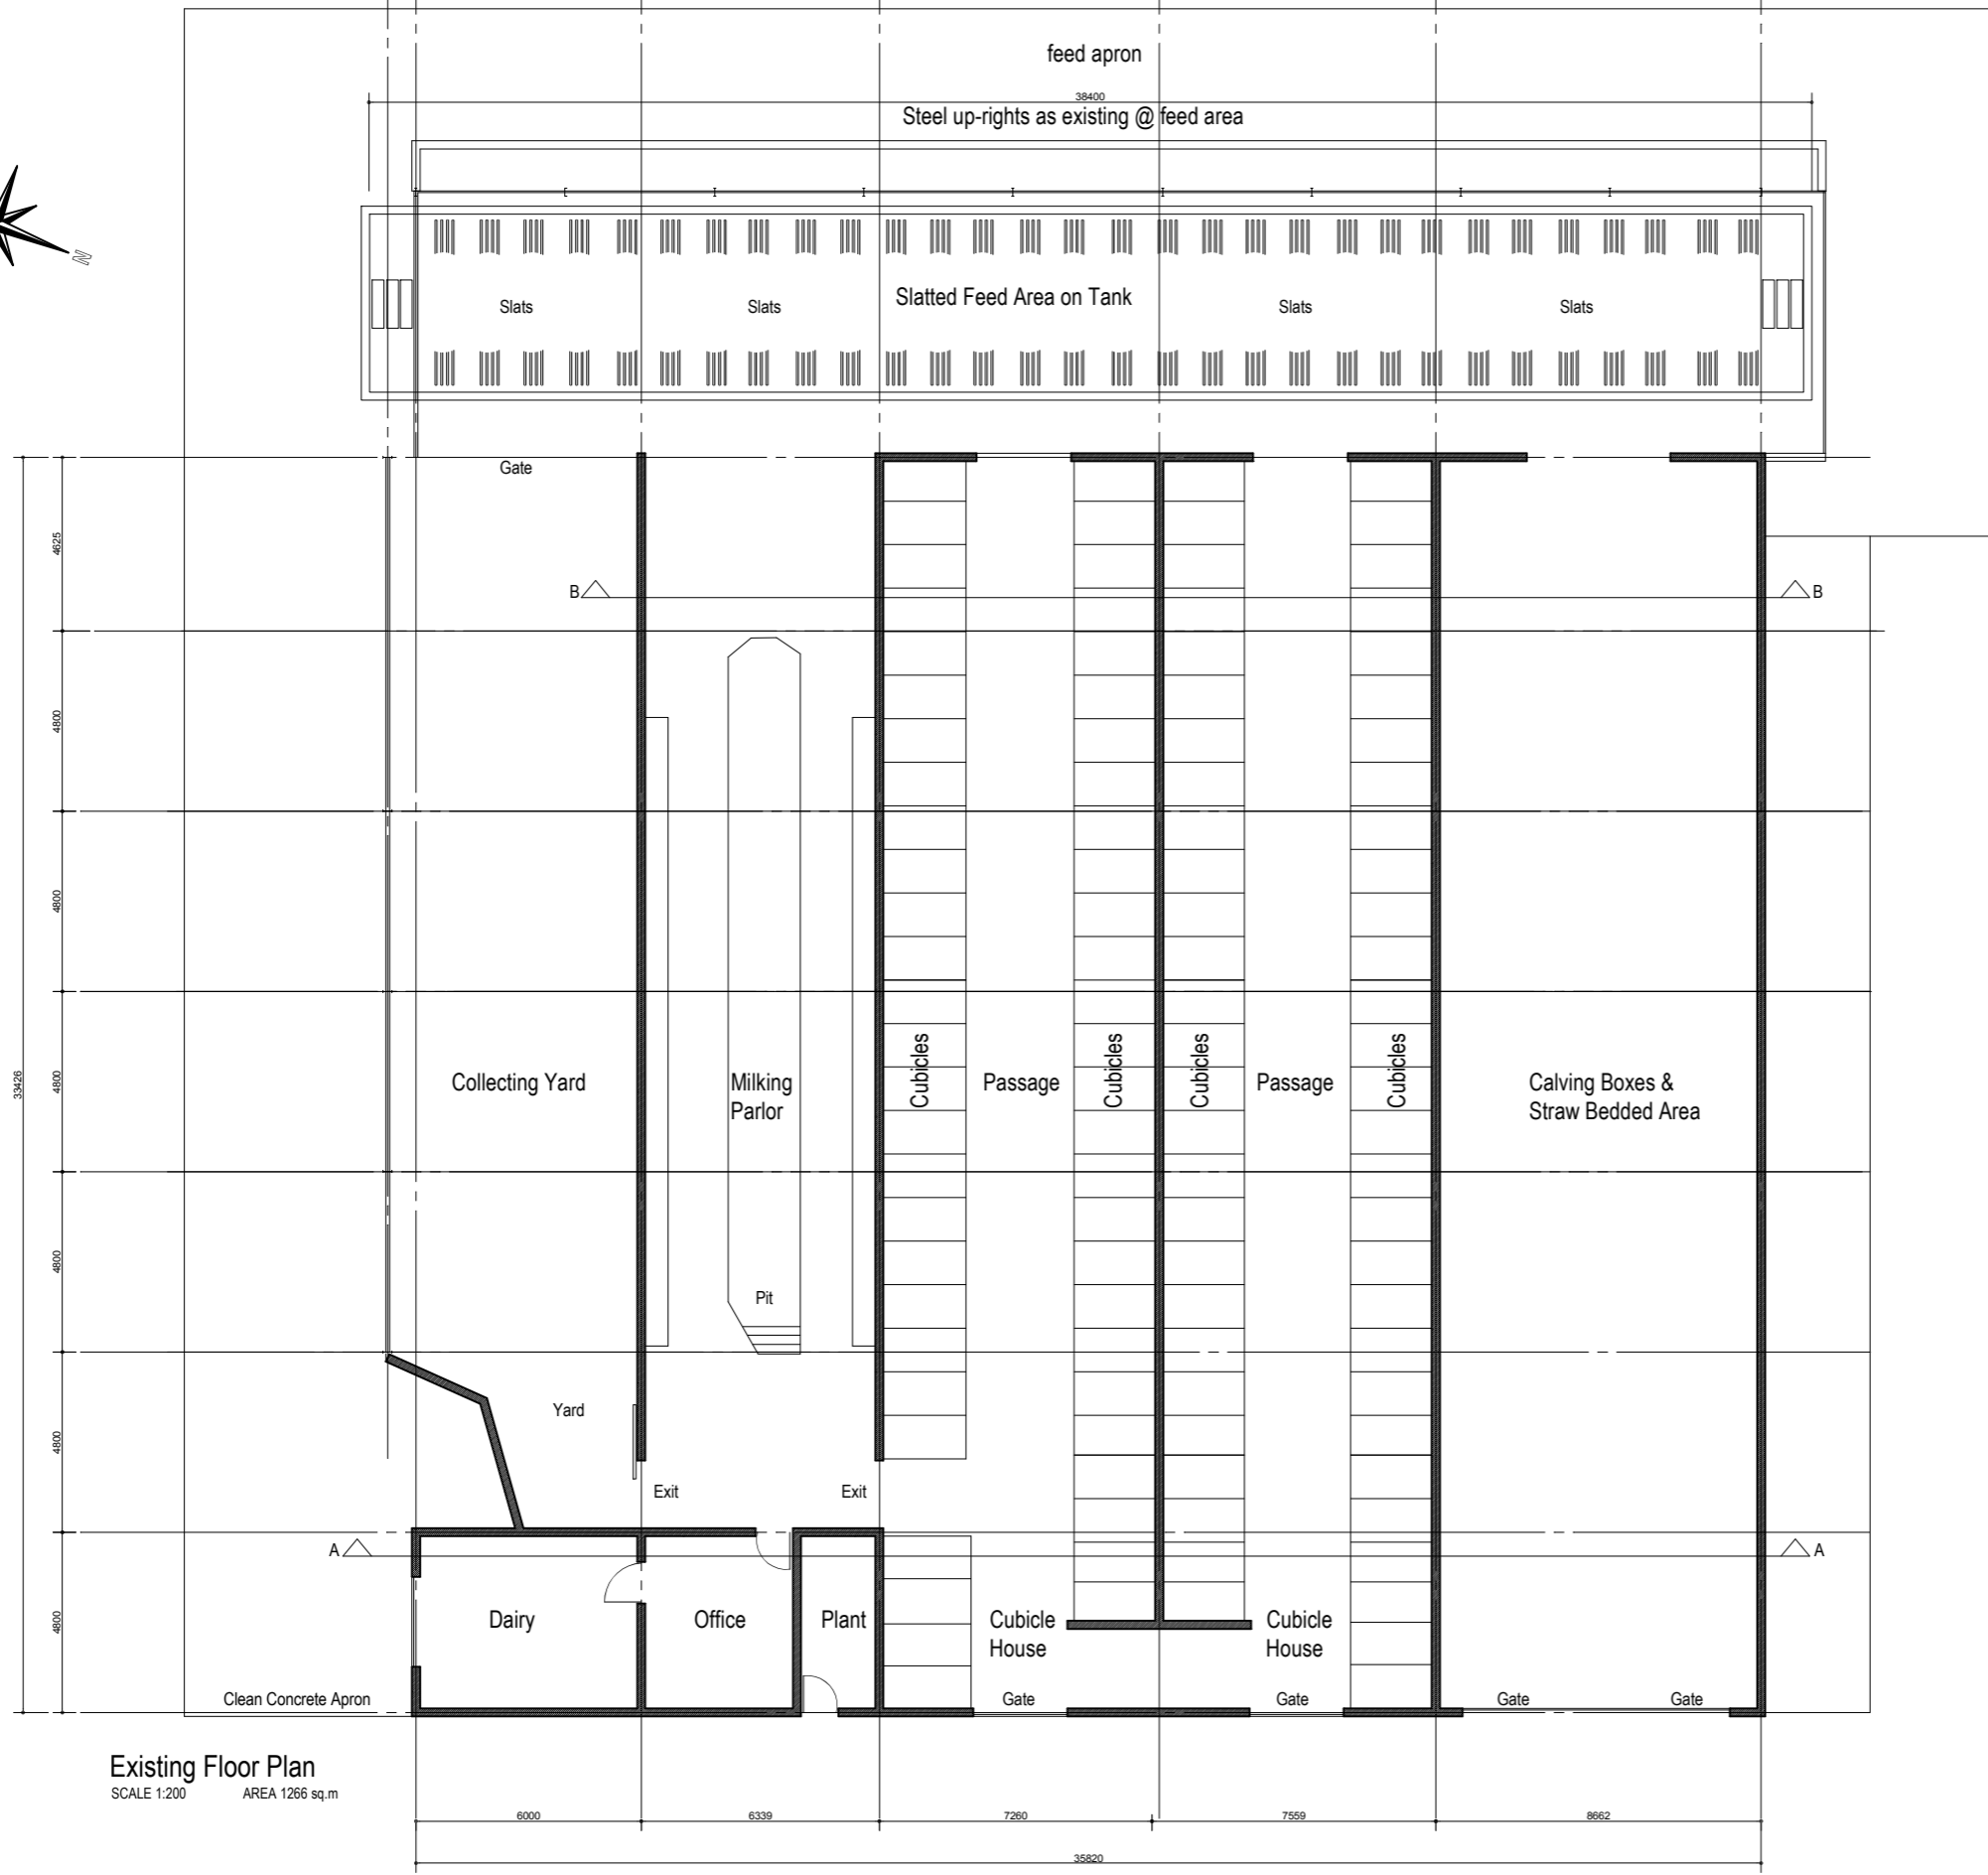 feed apron
38400
Steel up-rights as existing @ feed area
N
Slats
Slats
Slatted Feed Area on Tank
Slats
Slats
Gate
4625
B
B
4800
4800
33426
4800
Collecting Yard
Milking
Parlor
Cubicles
Passage
Cubicles
Cubicles
Passage
Cubicles
Calving Boxes &
Straw Bedded Area
4800
Pit
4800
Yard
Exit
Exit
A
A
4800
Dairy
Office
Plant
Cubicle
House
Cubicle
House
Clean Concrete Apron
Gate
Gate
Gate
Gate
Existing Floor Plan
SCALE 1:200 AREA 1266 sq.m
6000
6339
7260
7559
8662
35820